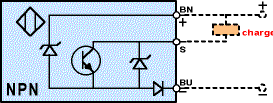 BN +
+
S
charge
NPN
BU -
-